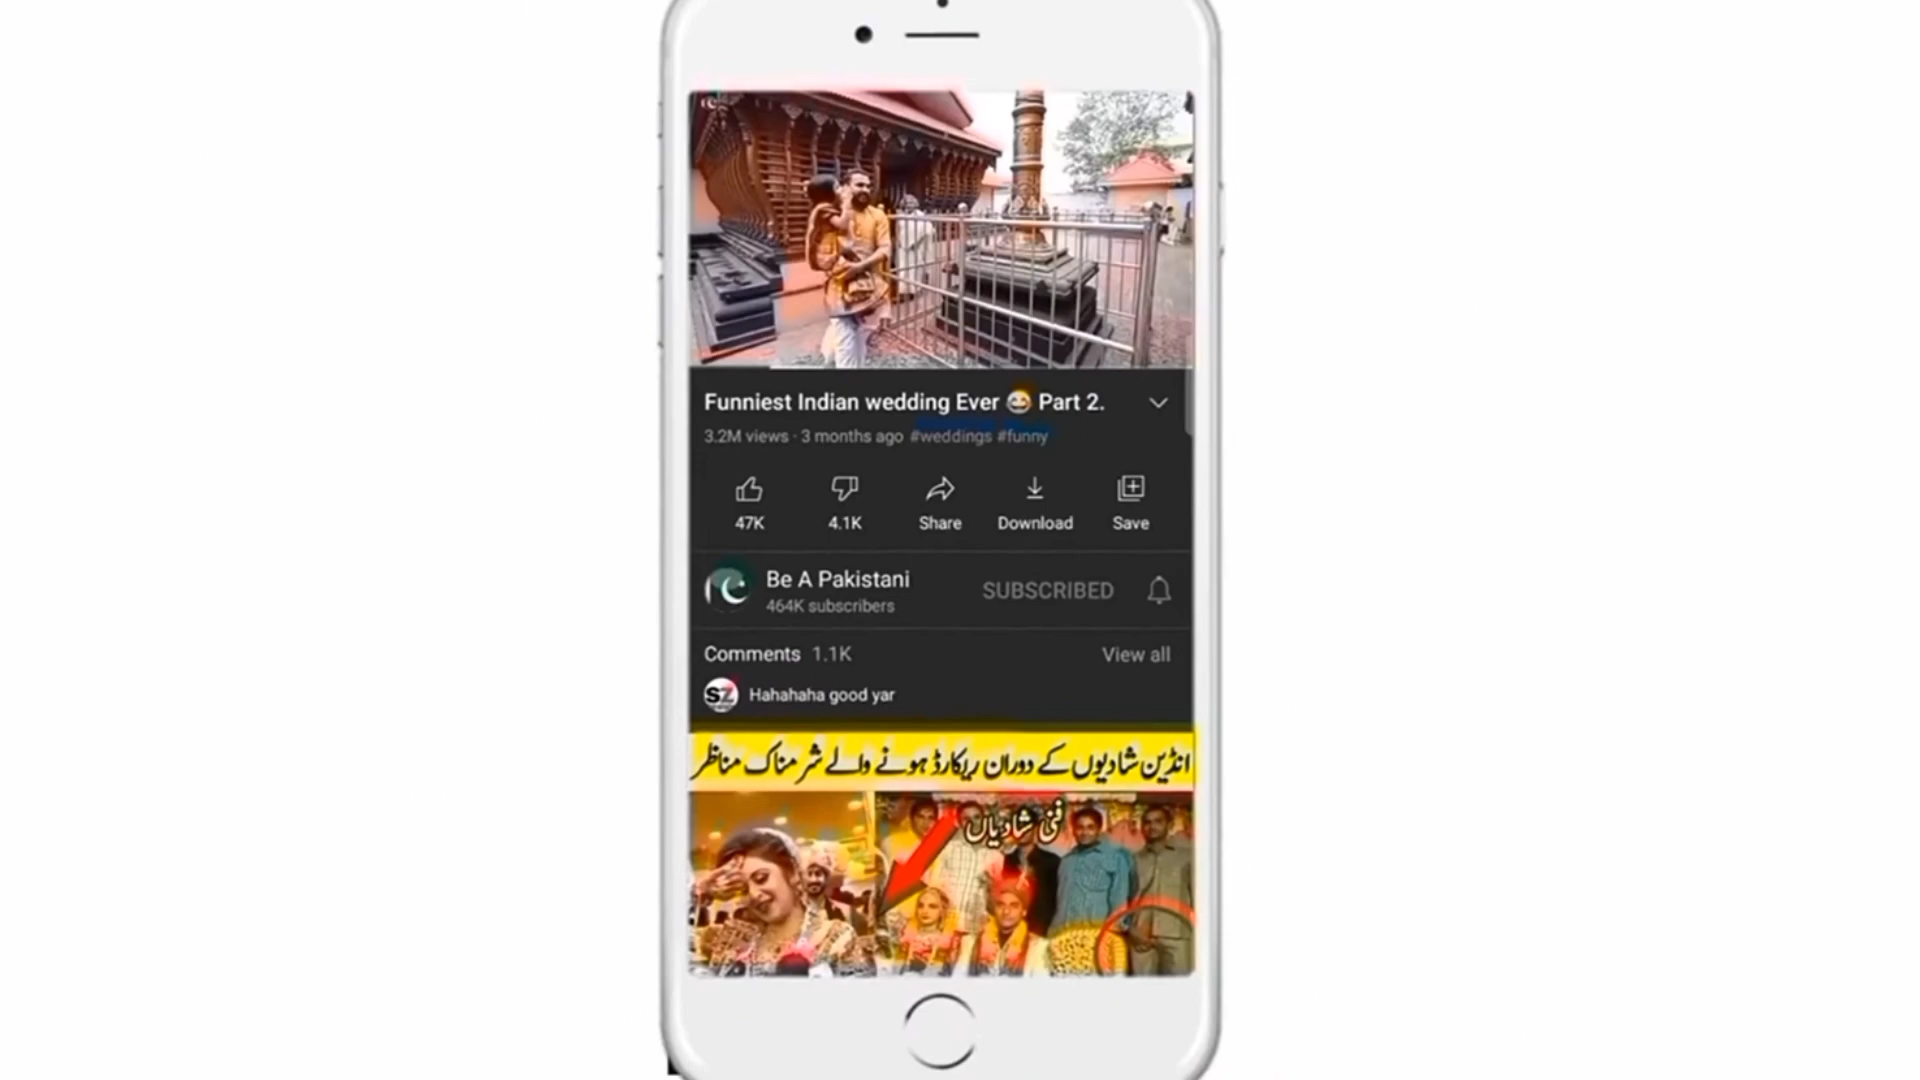 Funniest Indian wedding Ever 😂 Part 2.
3.2M views · 3 months ago #weddings #funny
47K
4.1K
Share
Download
Save
Be A Pakistani
464K subscribers
SUBSCRIBED
Comments 1.1K
View all
SZ
Hahahaha good yar
انڈین شادیوں کے دوران ریکارڈ ہونے والے شرمناک مناظر
فنی شادیاں